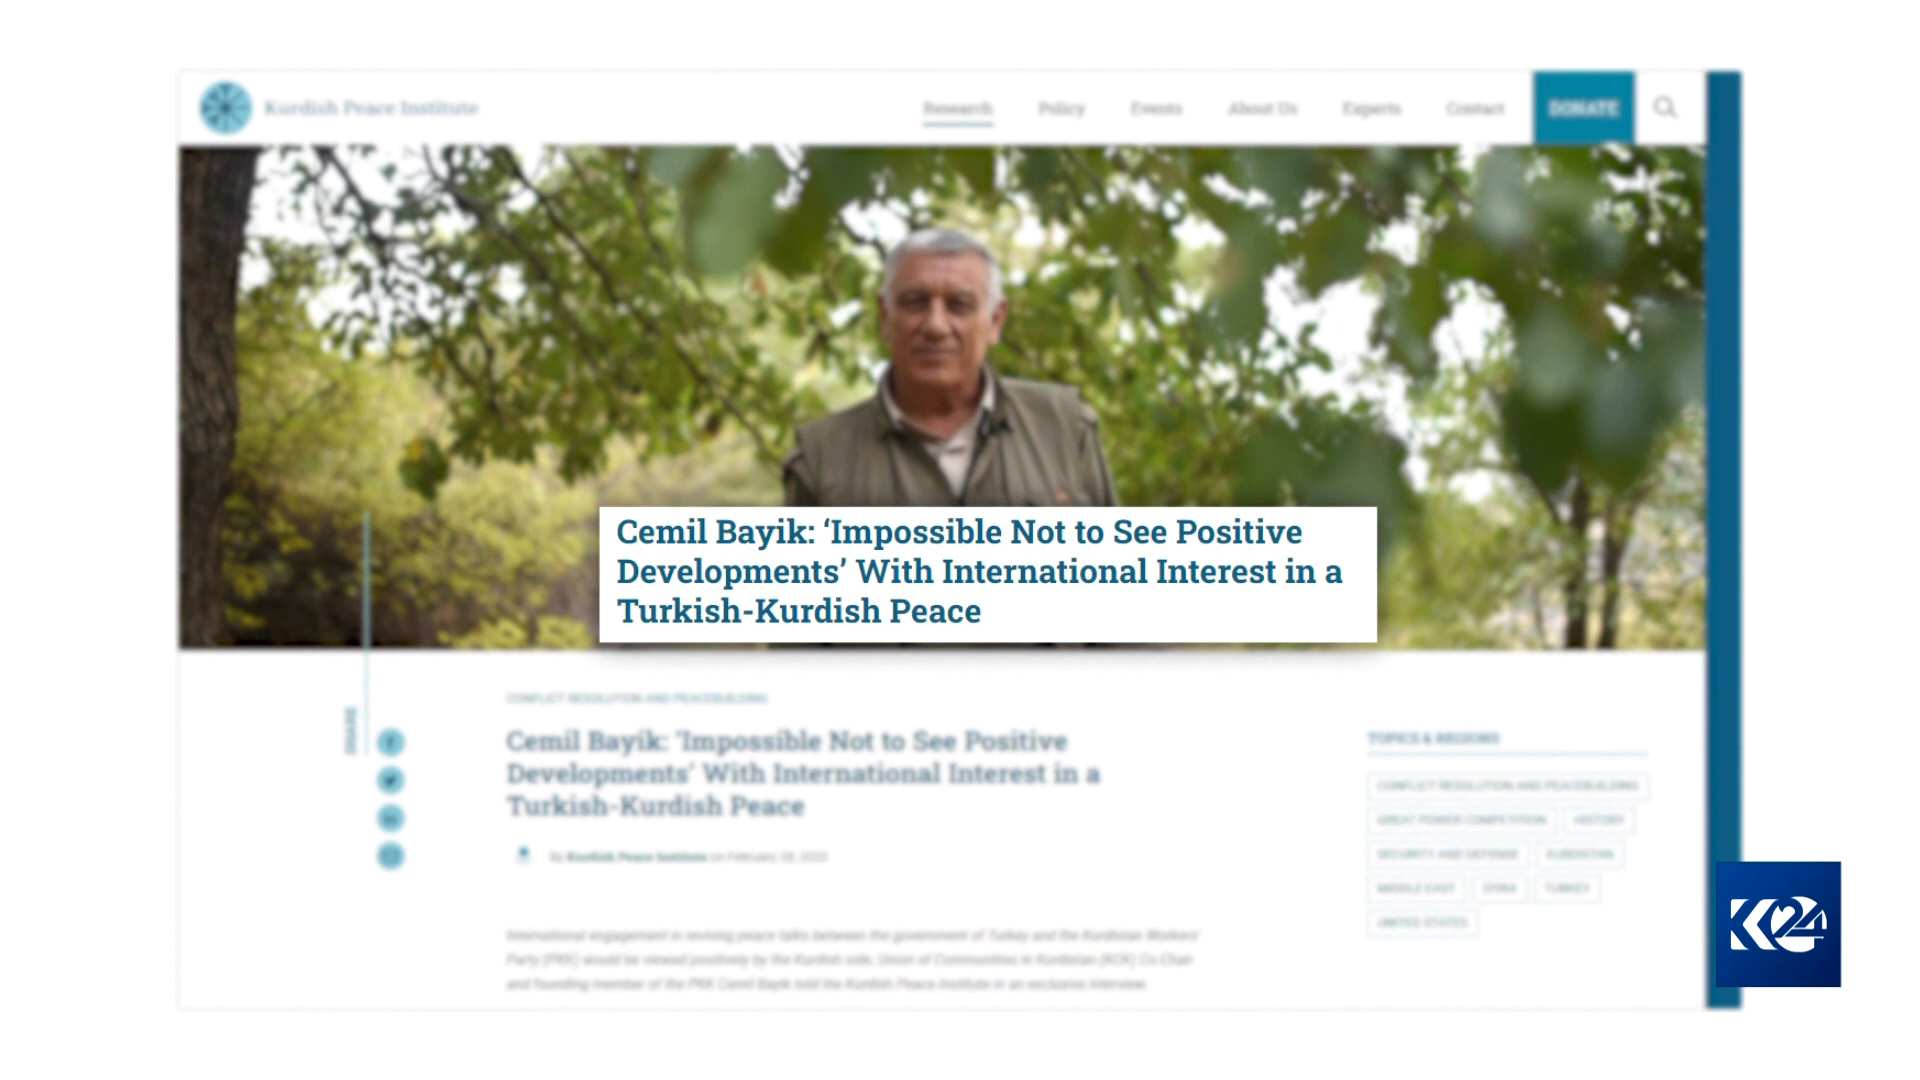 Kurdish Peace Institute
Research Policy Events About Us Experts Contact DONATE
Cemil Bayik: ‘Impossible Not to See Positive
Developments’ With International Interest in a
Turkish-Kurdish Peace
CONFLICT RESOLUTION AND PEACEBUILDING
SHARE
Cemil Bayik: ‘Impossible Not to See Positive
Developments’ With International Interest in a
Turkish-Kurdish Peace
By Kurdish Peace Institute on February 28, 2023
TOPICS & REGIONS
CONFLICT RESOLUTION AND PEACEBUILDING
GREAT POWER COMPETITION HISTORY
SECURITY AND DEFENSE KURDISTAN
MIDDLE EAST SYRIA TURKEY
UNITED STATES
International engagement in reviving peace talks between the government of Turkey and the Kurdistan Workers'
Party (PKK) would be viewed positively by the Kurdish side, Union of Communities in Kurdistan (KCK) Co-Chair
and founding member of the PKK Cemil Bayik told the Kurdish Peace Institute in an exclusive interview.
K24